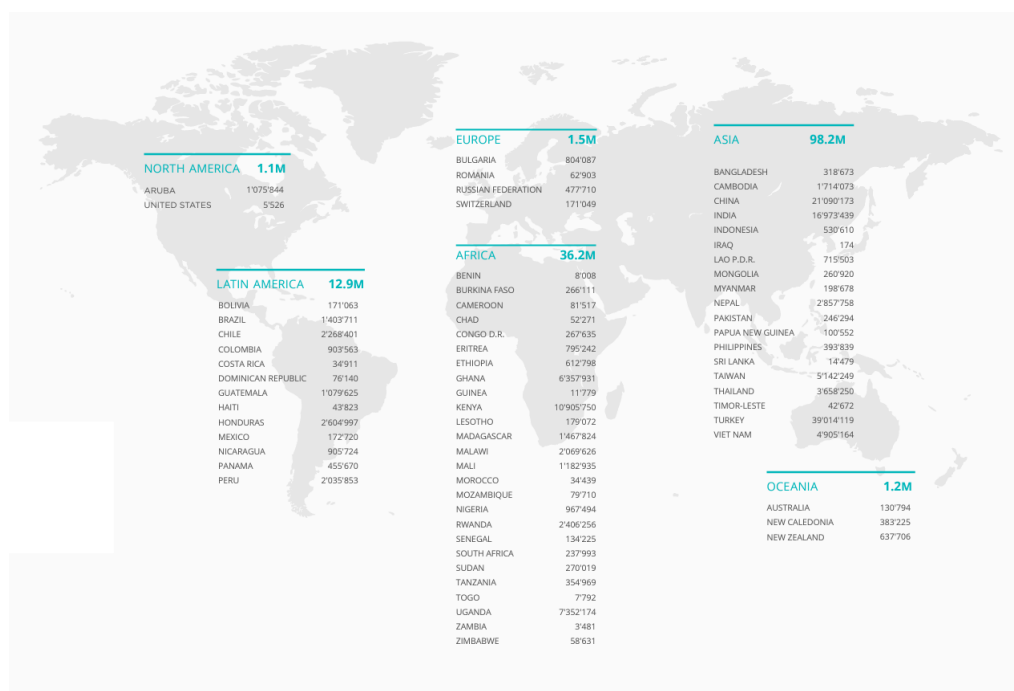 NORTH AMERICA 1.1M
ARUBA 1'075'844
UNITED STATES 5'526
LATIN AMERICA 12.9M
BOLIVIA 171'063
BRAZIL 1'403'711
CHILE 2'268'401
COLOMBIA 903'563
COSTA RICA 34'911
DOMINICAN REPUBLIC 76'140
GUATEMALA 1'079'625
HAITI 43'823
HONDURAS 2'604'997
MEXICO 172'720
NICARAGUA 905'724
PANAMA 455'670
PERU 2'035'853
EUROPE 1.5M
BULGARIA 804'087
ROMANIA 62'903
RUSSIAN FEDERATION 477'710
SWITZERLAND 171'049
AFRICA 36.2M
BENIN 8'008
BURKINA FASO 266'111
CAMEROON 81'517
CHAD 52'271
CONGO D.R. 267'635
ERITREA 795'242
ETHIOPIA 612'798
GHANA 6'357'931
GUINEA 11'779
KENYA 10'905'750
LESOTHO 179'072
MADAGASCAR 1'467'824
MALAWI 2'069'626
MALI 1'182'935
MOROCCO 34'439
MOZAMBIQUE 79'710
NIGERIA 967'494
RWANDA 2'406'256
SENEGAL 134'225
SOUTH AFRICA 237'993
SUDAN 270'019
TANZANIA 354'969
TOGO 7'792
UGANDA 7'352'174
ZAMBIA 3'481
ZIMBABWE 58'631
ASIA 98.2M
BANGLADESH 318'673
CAMBODIA 1'714'073
CHINA 21'090'173
INDIA 16'973'439
INDONESIA 530'610
IRAQ 174
LAO P.D.R. 715'503
MONGOLIA 260'920
MYANMAR 198'678
NEPAL 2'857'758
PAKISTAN 246'294
PAPUA NEW GUINEA 100'552
PHILIPPINES 393'839
SRI LANKA 14'479
TAIWAN 5'142'249
THAILAND 3'658'250
TIMOR-LESTE 42'672
TURKEY 39'014'119
VIET NAM 4'905'164
OCEANIA 1.2M
AUSTRALIA 130'794
NEW CALEDONIA 383'225
NEW ZEALAND 637'706